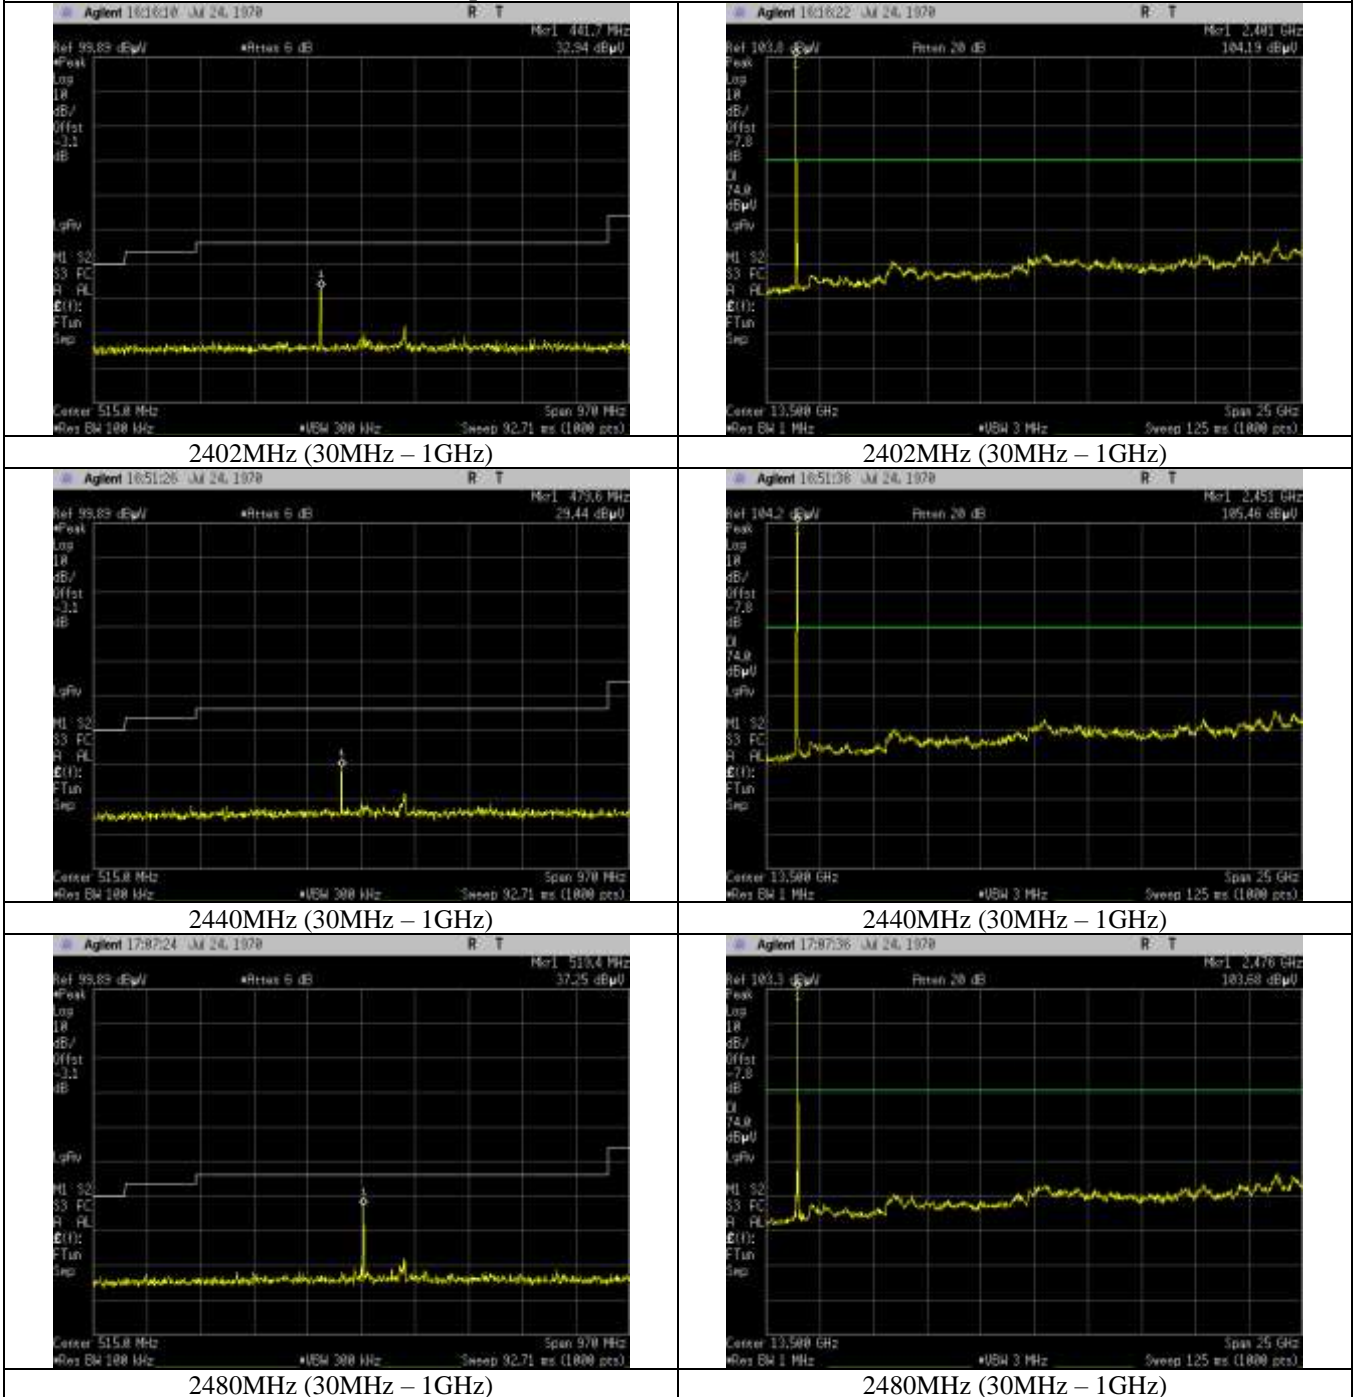 Agilent 16:18:10 Jul 24, 1970 R T
Mkr1 441.7 MHz
Ref 99.89 dBµV #Atten 6 dB 32.94 dBµV
#Peak
Log
10
dB/
Offst
-3.1
dB
LgAv
M1 S2
S3 FC
A AL
£(f):
FTun
Swp
Center 515.0 MHz Span 970 MHz
#Res BW 100 kHz #VBW 300 kHz Sweep 92.71 ms (1000 pts)
2402MHz (30MHz – 1GHz)
Agilent 16:18:22 Jul 24, 1970 R T
Mkr1 2.401 GHz
Ref 103.8 dBµV Atten 20 dB 104.19 dBµV
Peak
Log
10
dB/
Offst
-7.8
dB
DI
74.0
dBµV
LgAv
M1 S2
S3 FC
A AL
£(f):
FTun
Swp
Center 13.500 GHz Span 25 GHz
#Res BW 1 MHz #VBW 3 MHz Sweep 125 ms (1000 pts)
2402MHz (30MHz – 1GHz)
Agilent 16:51:26 Jul 24, 1970 R T
Mkr1 479.6 MHz
Ref 99.89 dBµV #Atten 6 dB 29.44 dBµV
#Peak
Log
10
dB/
Offst
-3.1
dB
LgAv
M1 S2
S3 FC
A AL
£(f):
FTun
Swp
Center 515.0 MHz Span 970 MHz
#Res BW 100 kHz #VBW 300 kHz Sweep 92.71 ms (1000 pts)
2440MHz (30MHz – 1GHz)
Agilent 16:51:38 Jul 24, 1970 R T
Mkr1 2.451 GHz
Ref 104.2 dBµV Atten 20 dB 105.46 dBµV
Peak
Log
10
dB/
Offst
-7.8
dB
DI
74.0
dBµV
LgAv
M1 S2
S3 FC
A AL
£(f):
FTun
Swp
Center 13.500 GHz Span 25 GHz
#Res BW 1 MHz #VBW 3 MHz Sweep 125 ms (1000 pts)
2440MHz (30MHz – 1GHz)
Agilent 17:07:24 Jul 24, 1970 R T
Mkr1 519.4 MHz
Ref 99.89 dBµV #Atten 6 dB 37.25 dBµV
#Peak
Log
10
dB/
Offst
-3.1
dB
LgAv
M1 S2
S3 FC
A AL
£(f):
FTun
Swp
Center 515.0 MHz Span 970 MHz
#Res BW 100 kHz #VBW 300 kHz Sweep 92.71 ms (1000 pts)
2480MHz (30MHz – 1GHz)
Agilent 17:07:36 Jul 24, 1970 R T
Mkr1 2.476 GHz
Ref 103.3 dBµV Atten 20 dB 103.68 dBµV
Peak
Log
10
dB/
Offst
-7.8
dB
DI
74.0
dBµV
LgAv
M1 S2
S3 FC
A AL
£(f):
FTun
Swp
Center 13.500 GHz Span 25 GHz
#Res BW 1 MHz #VBW 3 MHz Sweep 125 ms (1000 pts)
2480MHz (30MHz – 1GHz)